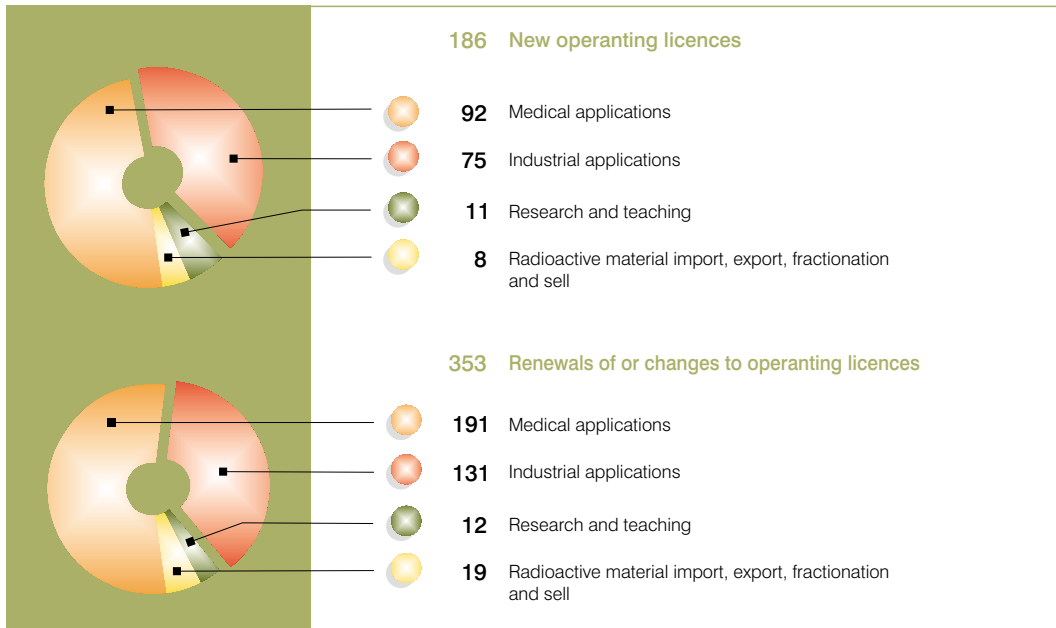 186 New operanting licences
92 Medical applications
75 Industrial applications
11 Research and teaching
8 Radioactive material import, export, fractionation
and sell
353 Renewals of or changes to operanting licences
191 Medical applications
131 Industrial applications
12 Research and teaching
19 Radioactive material import, export, fractionation
and sell